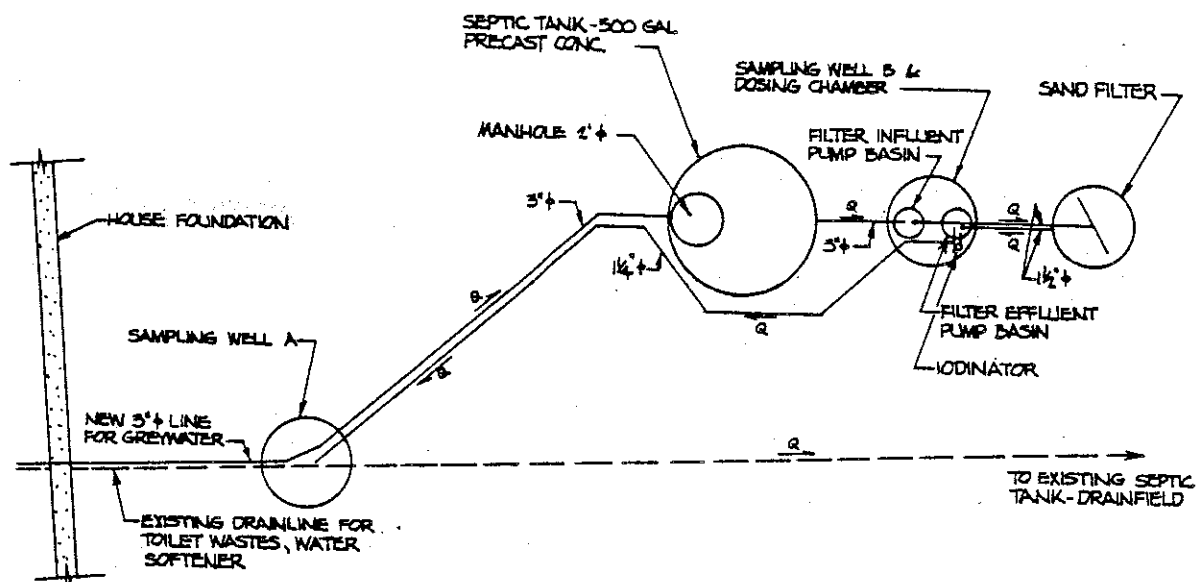 SEPTIC TANK-500 GAL
PRECAST CONC.
SAMPLING WELL B &
DOSING CHAMBER
SAND FILTER
MANHOLE 2'ϕ
FILTER INFLUENT
PUMP BASIN
HOUSE FOUNDATION
3"ϕ
Q
3"ϕ
Q
Q
1½"ϕ
1¼"ϕ
Q
Q
Q
FILTER EFFLUENT
PUMP BASIN
IODINATOR
SAMPLING WELL A
NEW 3"ϕ LINE
FOR GREYWATER
Q
TO EXISTING SEPTIC
TANK-DRAINFIELD
EXISTING DRAINLINE FOR
TOILET WASTES, WATER
SOFTENER